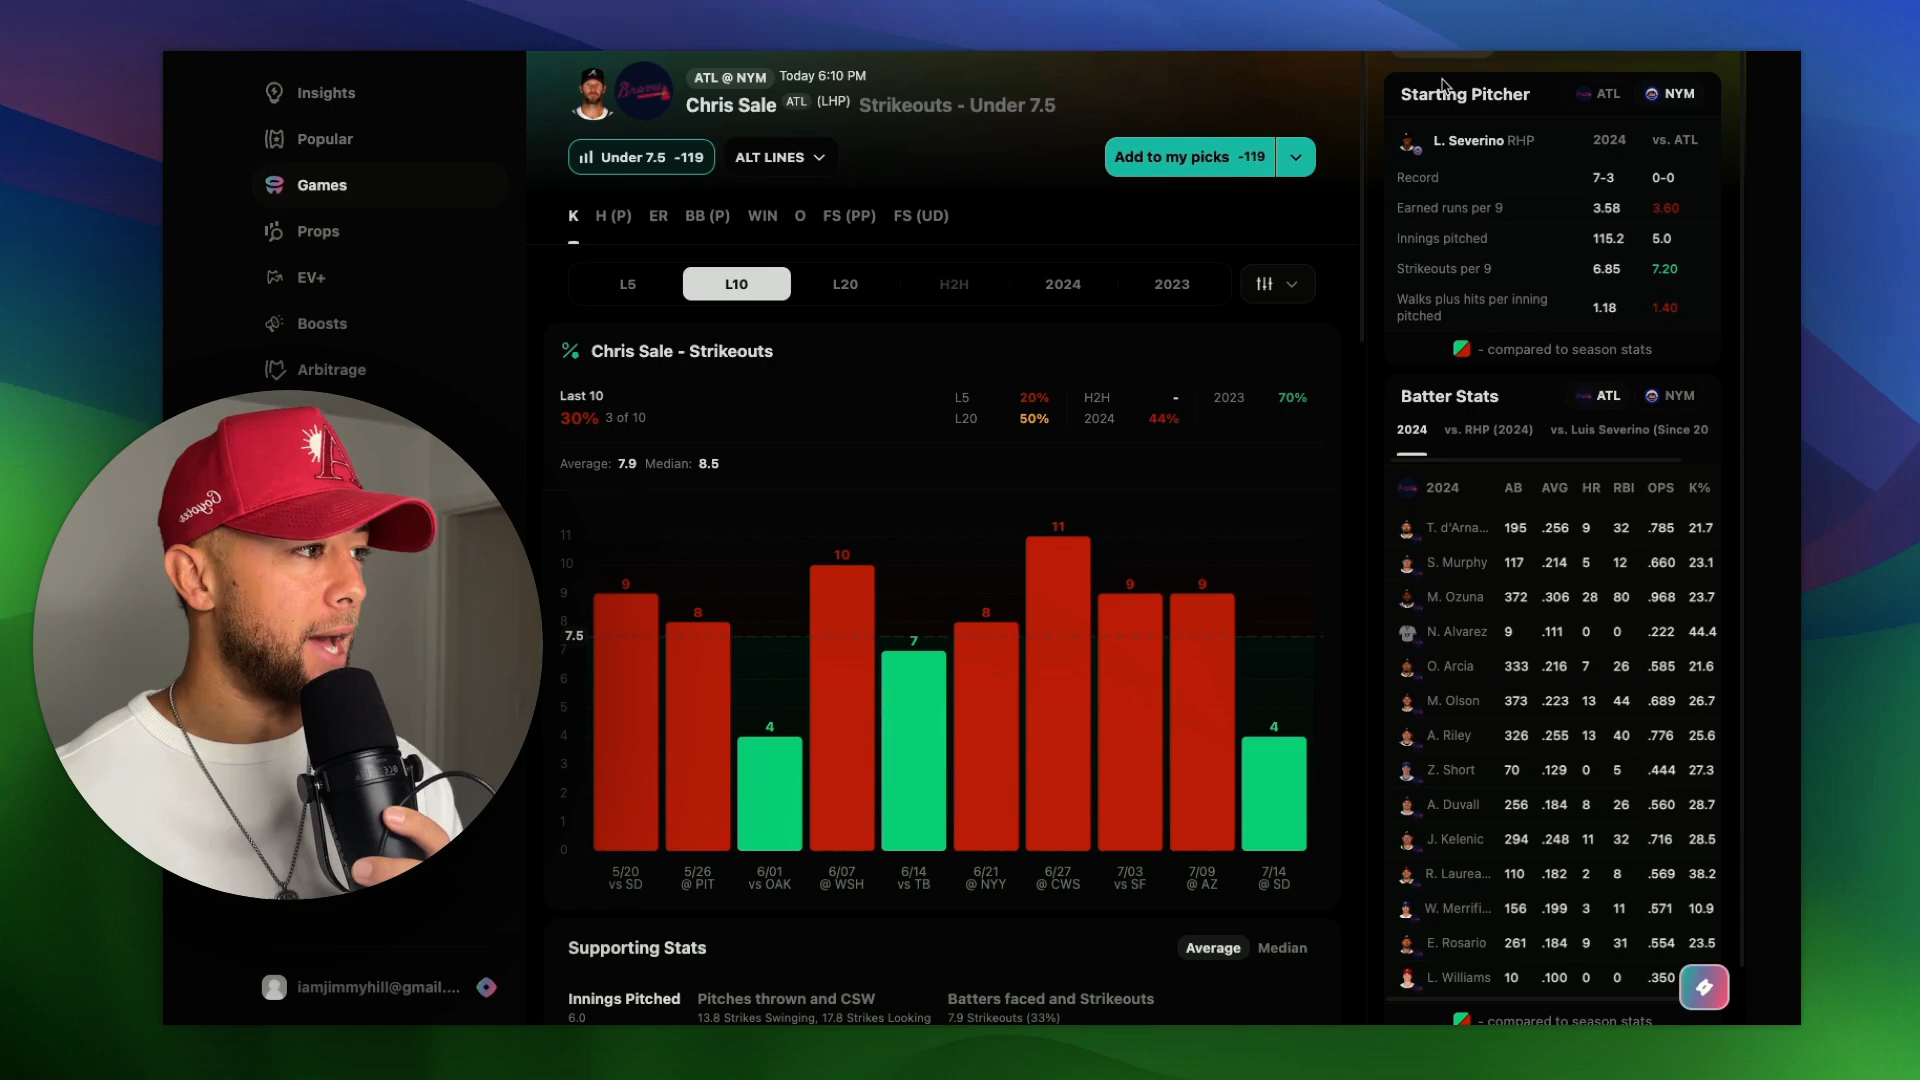 Insights
Popular
Games
Props
EV+
Boosts
Arbitrage
iamjimmyhill@gmail....
ATL @ NYM Today 6:10 PM
Chris Sale ATL (LHP) Strikeouts - Under 7.5
Under 7.5 -119 ALT LINES
Add to my picks -119
K H (P) ER BB (P) WIN O FS (PP) FS (UD)
L5 L10 L20 H2H 2024 2023
Chris Sale - Strikeouts
Last 10
30% 3 of 10
L5 20% H2H - 2023 70%
L20 50% 2024 44%
Average: 7.9 Median: 8.5
11
10
9
8
7.5
7
6
5
4
3
2
1
0
9 8 4 10 7 8 11 9 9 4
5/20 5/26 6/01 6/07 6/14 6/21 6/27 7/03 7/09 7/14
vs SD @ PIT vs OAK @ WSH vs TB @ NYY @ CWS vs SF @ AZ @ SD
Supporting Stats Average Median
Innings Pitched Pitches thrown and CSW Batters faced and Strikeouts
6.0 13.8 Strikes Swinging, 17.8 Strikes Looking 7.9 Strikeouts (33%)
Starting Pitcher ATL NYM
L. Severino RHP 2024 vs. ATL
Record 7-3 0-0
Earned runs per 9 3.58 3.60
Innings pitched 115.2 5.0
Strikeouts per 9 6.85 7.20
Walks plus hits per inning
pitched 1.18 1.40
- compared to season stats
Batter Stats ATL NYM
2024 vs. RHP (2024) vs. Luis Severino (Since 20
2024 AB AVG HR RBI OPS K%
T. d'Arna... 195 .256 9 32 .785 21.7
S. Murphy 117 .214 5 12 .660 23.1
M. Ozuna 372 .306 28 80 .968 23.7
N. Alvarez 9 .111 0 0 .222 44.4
O. Arcia 333 .216 7 26 .585 21.6
M. Olson 373 .223 13 44 .689 26.7
A. Riley 326 .255 13 40 .776 25.6
Z. Short 70 .129 0 5 .444 27.3
A. Duvall 256 .184 8 26 .560 28.7
J. Kelenic 294 .248 11 32 .716 28.5
R. Laurea... 110 .182 2 8 .569 38.2
W. Merrifi... 156 .199 3 11 .571 10.9
E. Rosario 261 .184 9 31 .554 23.5
L. Williams 10 .100 0 0 .350
- compared to season stats
A
Coyotes
Braves